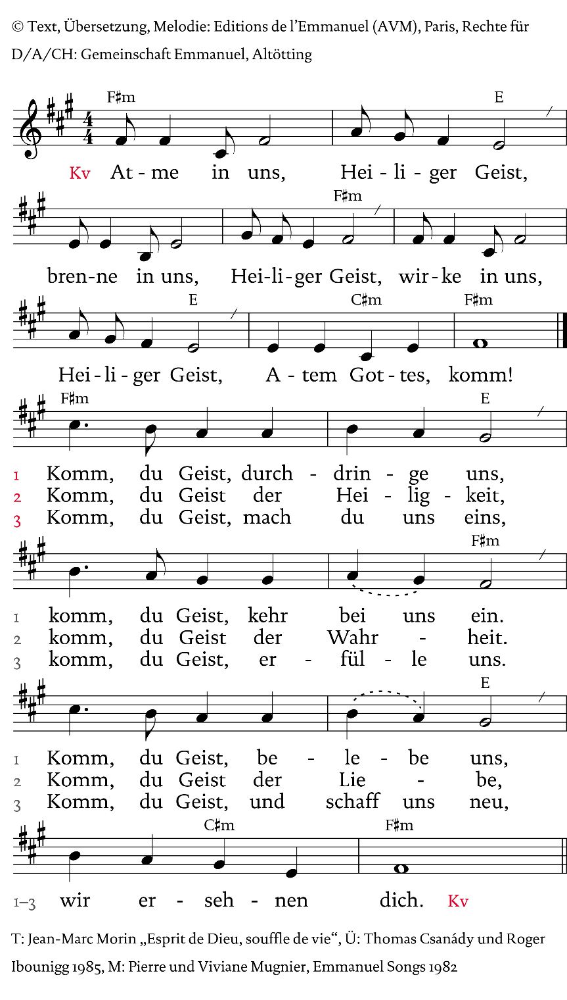 © Text, Übersetzung, Melodie: Editions de l’Emmanuel (AVM), Paris, Rechte für
D/A/CH: Gemeinschaft Emmanuel, Altötting
F♯m E
4
4
Kv At - me in uns, Hei - li - ger Geist,
F♯m
bren-ne in uns, Hei-li-ger Geist, wir-ke in uns,
E C♯m F♯m
Hei-li-ger Geist, A - tem Got - tes, komm!
F♯m E
1 Komm, du Geist, durch - drin - ge uns,
2 Komm, du Geist der Hei - lig - keit,
3 Komm, du Geist, mach du uns eins,
F♯m
1 komm, du Geist, kehr bei uns ein.
2 komm, du Geist der Wahr - heit.
3 komm, du Geist, er - fül - le uns.
E
1 Komm, du Geist, be - le - be uns,
2 Komm, du Geist der Lie - be,
3 Komm, du Geist, und schaff uns neu,
C♯m F♯m
1–3 wir er - seh - nen dich. Kv
T: Jean-Marc Morin „Esprit de Dieu, souffle de vie“, Ü: Thomas Csanády und Roger
Ibounigg 1985, M: Pierre und Viviane Mugnier, Emmanuel Songs 1982